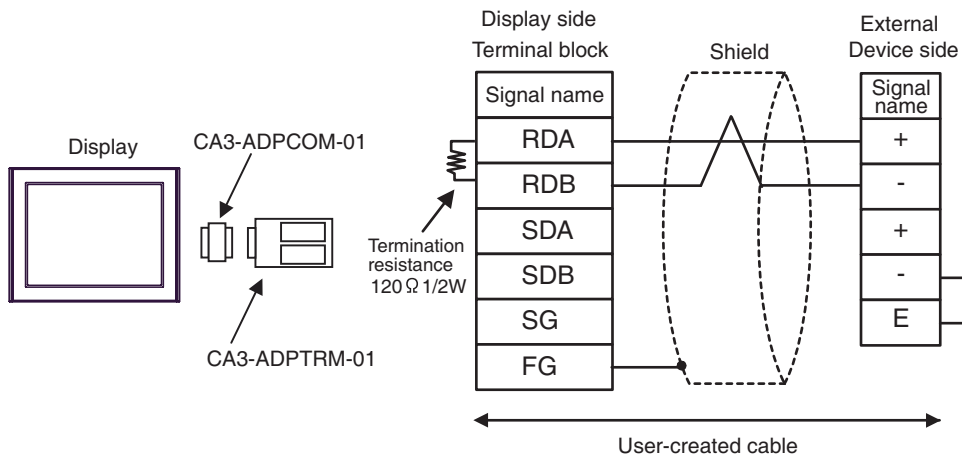 Display
CA3-ADPCOM-01
CA3-ADPTRM-01
Termination
resistance
120Ω 1/2W
Display side
Terminal block
Signal name
RDA
RDB
SDA
SDB
SG
FG
Shield
External
Device side
Signal
name
+
-
+
-
E
User-created cable